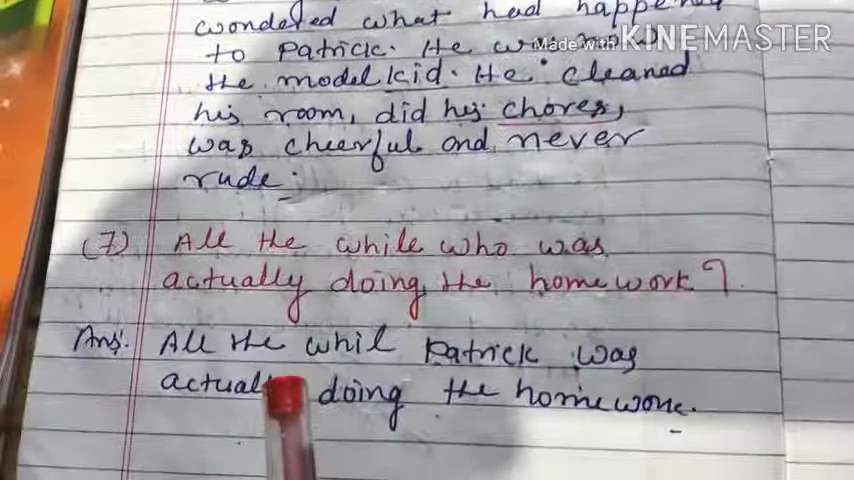 wondered what had happened
to Patrick. He was now
the model kid. He cleaned
his room, did his chores,
was cheerful and never
rude.
(7) All the while who was
actually doing the homework?
Ans. All the whil Patrick was
actually doing the homework.
Made with KINEMASTER